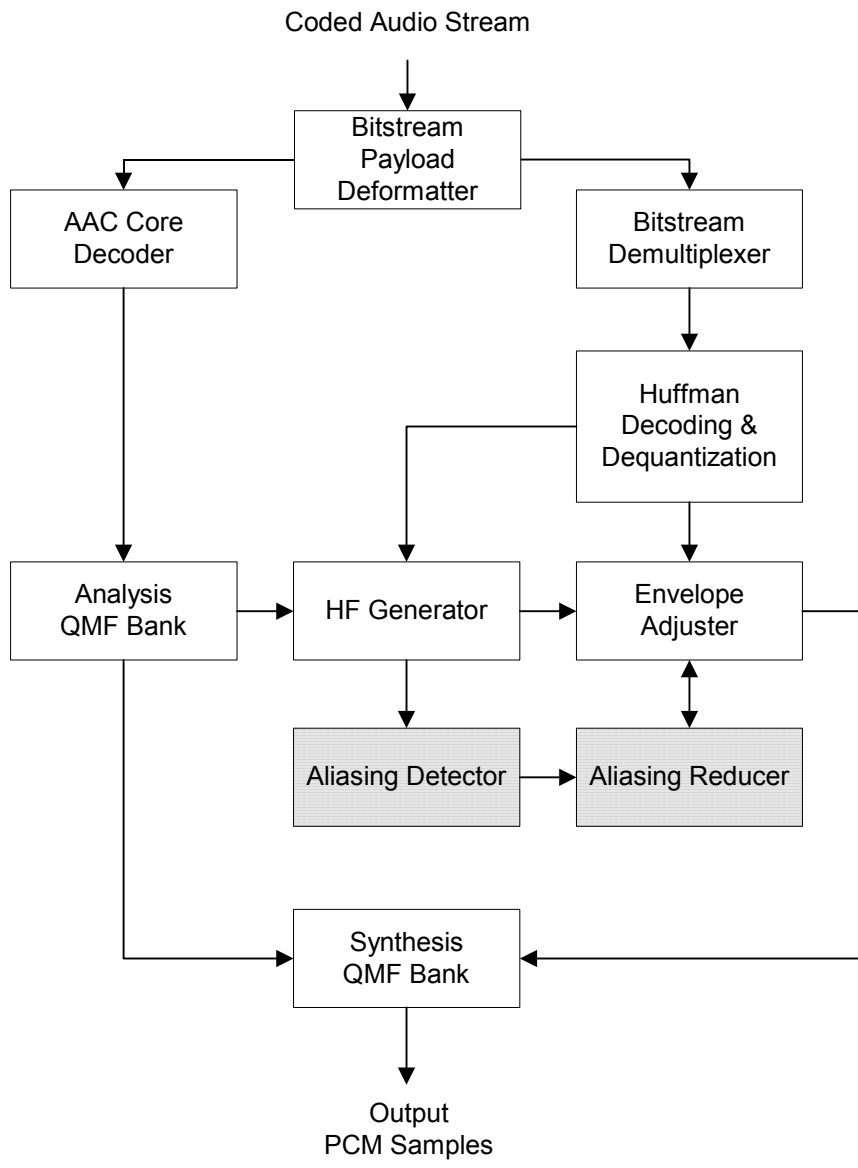 Coded Audio Stream
Bitstream
Payload
Deformatter
AAC Core
Decoder
Bitstream
Demultiplexer
Huffman
Decoding &
Dequantization
Analysis
QMF Bank
HF Generator
Envelope
Adjuster
Aliasing Detector
Aliasing Reducer
Synthesis
QMF Bank
Output
PCM Samples